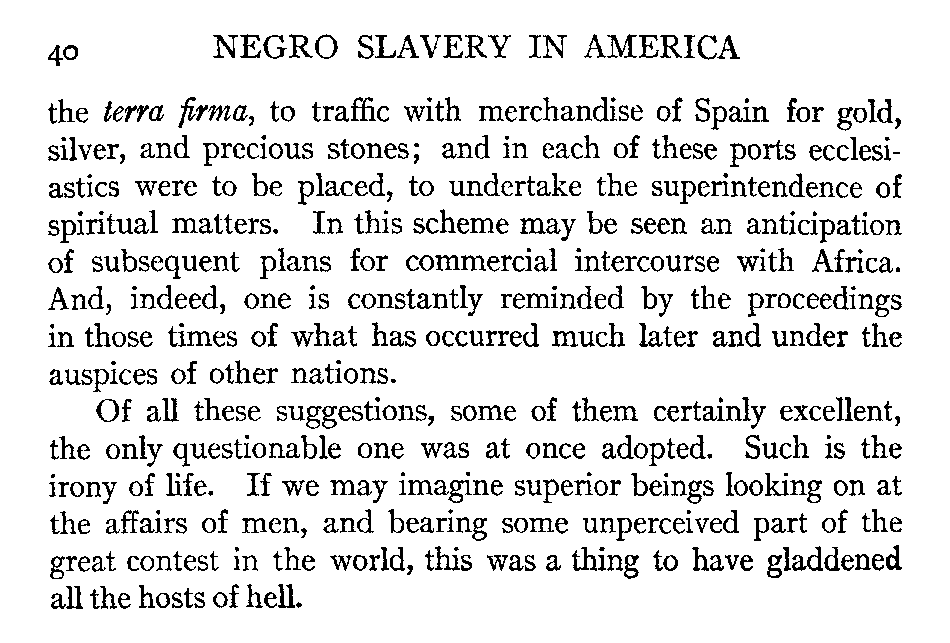 40 NEGRO SLAVERY IN AMERICA
the terra firma, to traffic with merchandise of Spain for gold,
silver, and precious stones; and in each of these ports ecclesi-
astics were to be placed, to undertake the superintendence of
spiritual matters. In this scheme may be seen an anticipation
of subsequent plans for commercial intercourse with Africa.
And, indeed, one is constantly reminded by the proceedings
in those times of what has occurred much later and under the
auspices of other nations.
Of all these suggestions, some of them certainly excellent,
the only questionable one was at once adopted. Such is the
irony of life. If we may imagine superior beings looking on at
the affairs of men, and bearing some unperceived part of the
great contest in the world, this was a thing to have gladdened
all the hosts of hell.